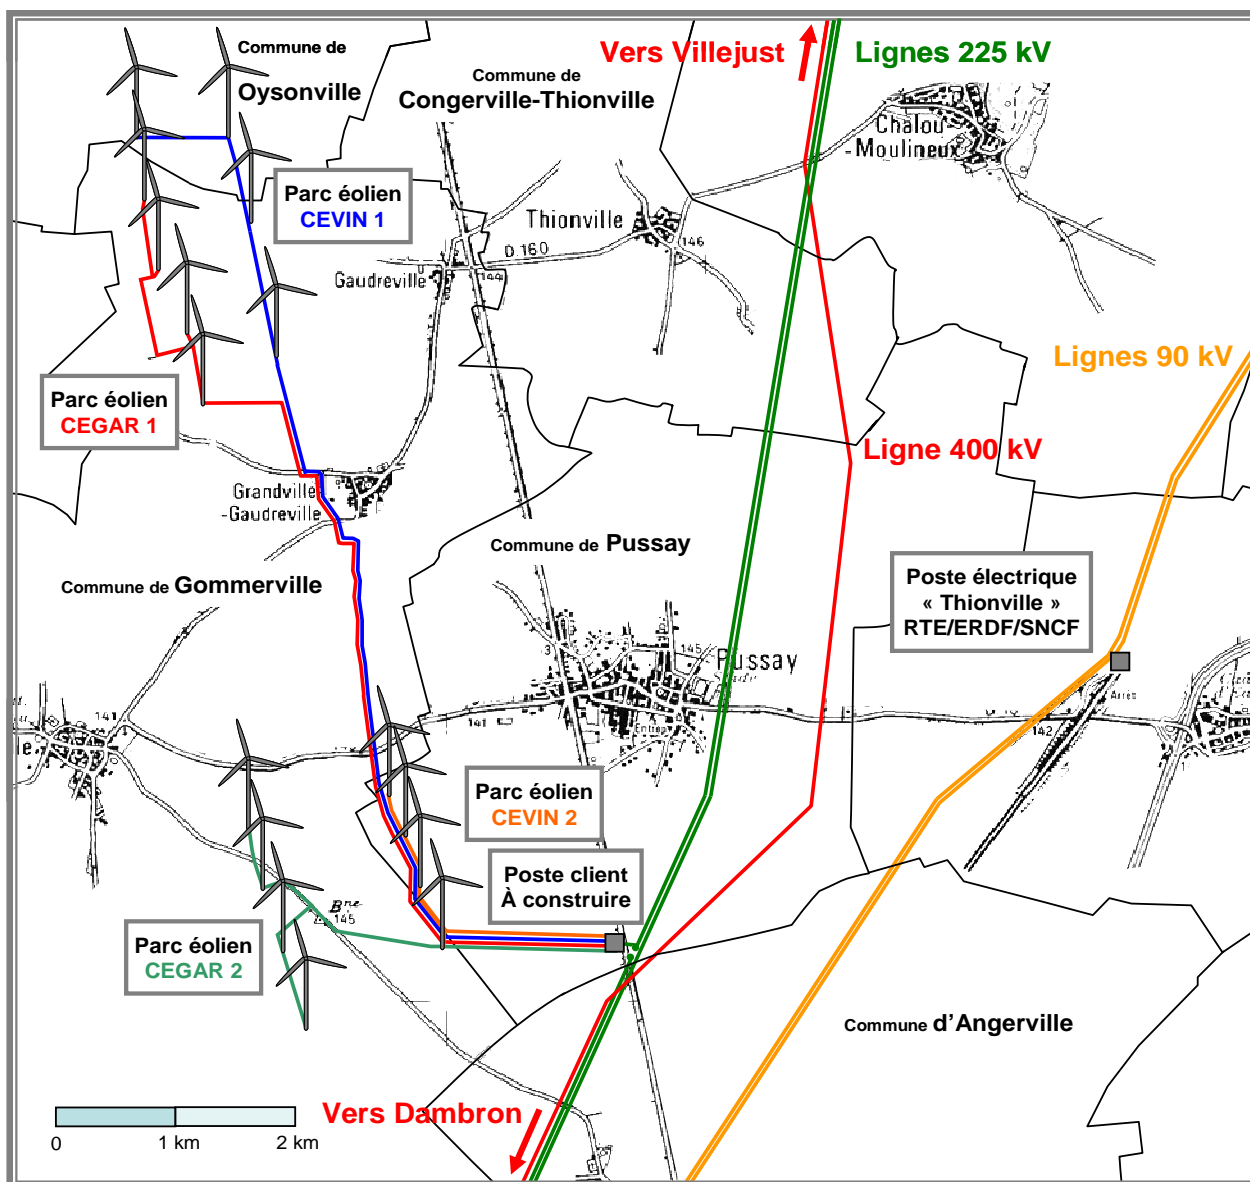 Commune de
Oysonville
Commune de
Congerville-Thionville
Vers Villejust
Lignes 225 kV
Chalou
-Moulineux
Parc éolien
CEVIN 1
Thionville
146
D 160
Gaudreville
144
Lignes 90 kV
Parc éolien
CEGAR 1
Ligne 400 kV
Grandville
-Gaudreville
Commune de Pussay
Commune de Gommerville
Poste électrique
« Thionville »
RTE/ERDF/SNCF
145
Pussay
3
141
141
142
Parc éolien
CEVIN 2
Poste client
À construire
Bne
145
Parc éolien
CEGAR 2
Commune d'Angerville
Vers Dambron
0
1 km
2 km